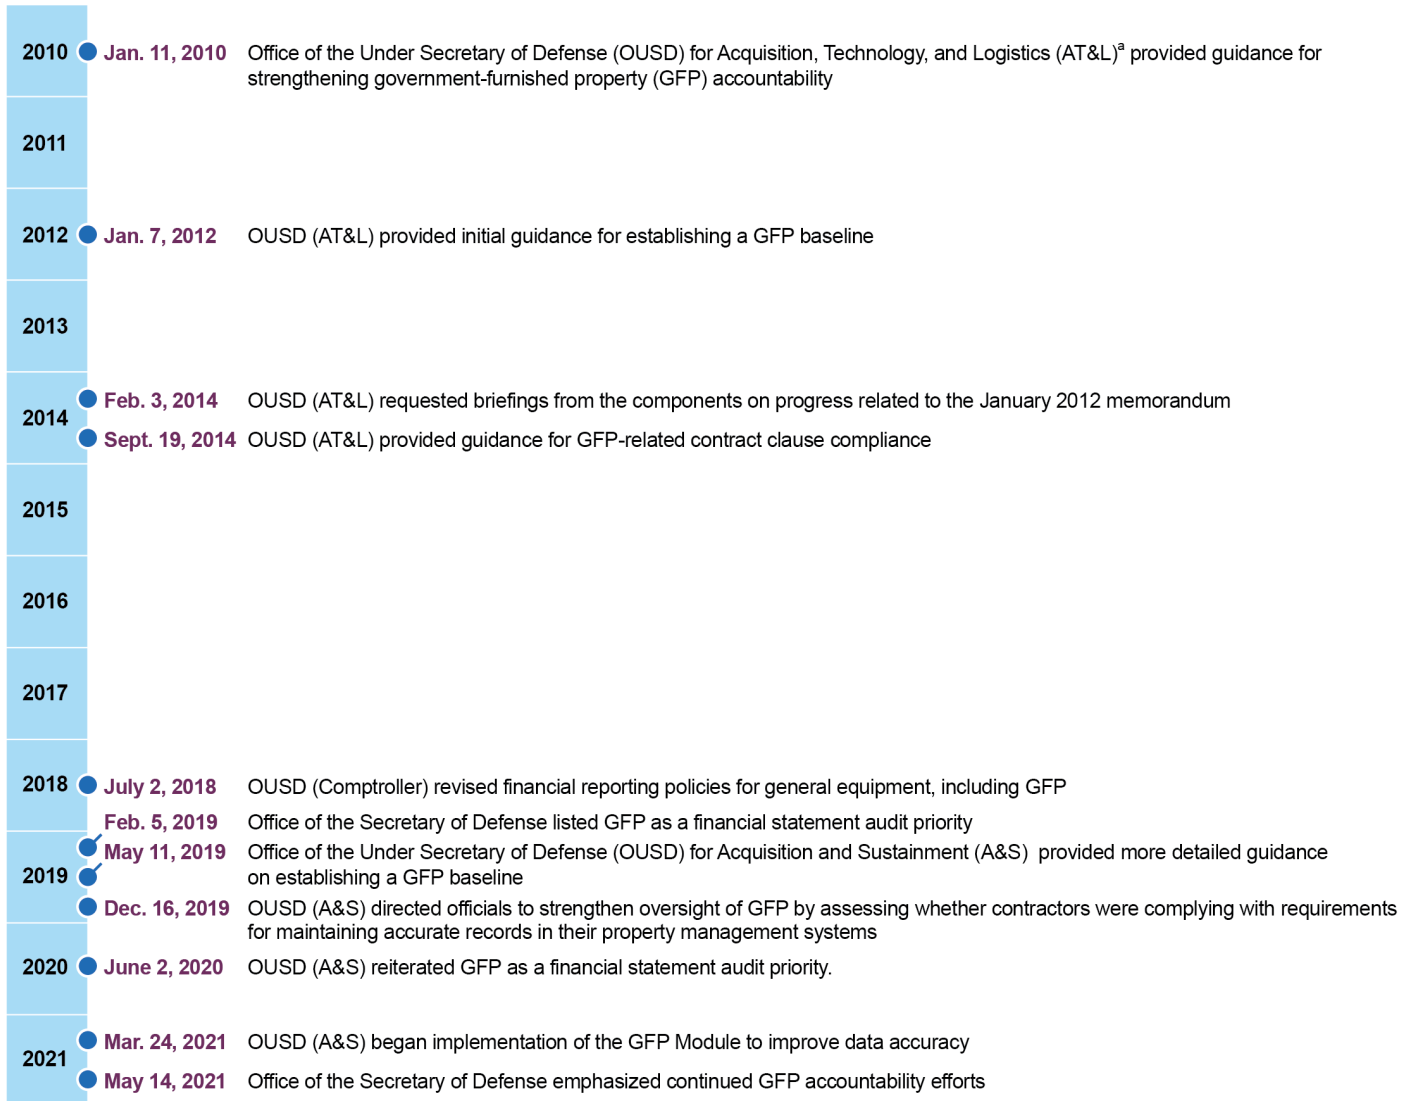 2010 Jan. 11, 2010 Office of the Under Secretary of Defense (OUSD) for Acquisition, Technology, and Logistics (AT&L)ª provided guidance for
strengthening government-furnished property (GFP) accountability
2011
2012 Jan. 7, 2012 OUSD (AT&L) provided initial guidance for establishing a GFP baseline
2013
Feb. 3, 2014 OUSD (AT&L) requested briefings from the components on progress related to the January 2012 memorandum
2014
Sept. 19, 2014 OUSD (AT&L) provided guidance for GFP-related contract clause compliance
2015
2016
2017
2018 July 2, 2018 OUSD (Comptroller) revised financial reporting policies for general equipment, including GFP
Feb. 5, 2019 Office of the Secretary of Defense listed GFP as a financial statement audit priority
May 11, 2019 Office of the Under Secretary of Defense (OUSD) for Acquisition and Sustainment (A&S) provided more detailed guidance
2019 on establishing a GFP baseline
Dec. 16, 2019 OUSD (A&S) directed officials to strengthen oversight of GFP by assessing whether contractors were complying with requirements
for maintaining accurate records in their property management systems
2020 June 2, 2020 OUSD (A&S) reiterated GFP as a financial statement audit priority.
Mar. 24, 2021 OUSD (A&S) began implementation of the GFP Module to improve data accuracy
2021
May 14, 2021 Office of the Secretary of Defense emphasized continued GFP accountability efforts